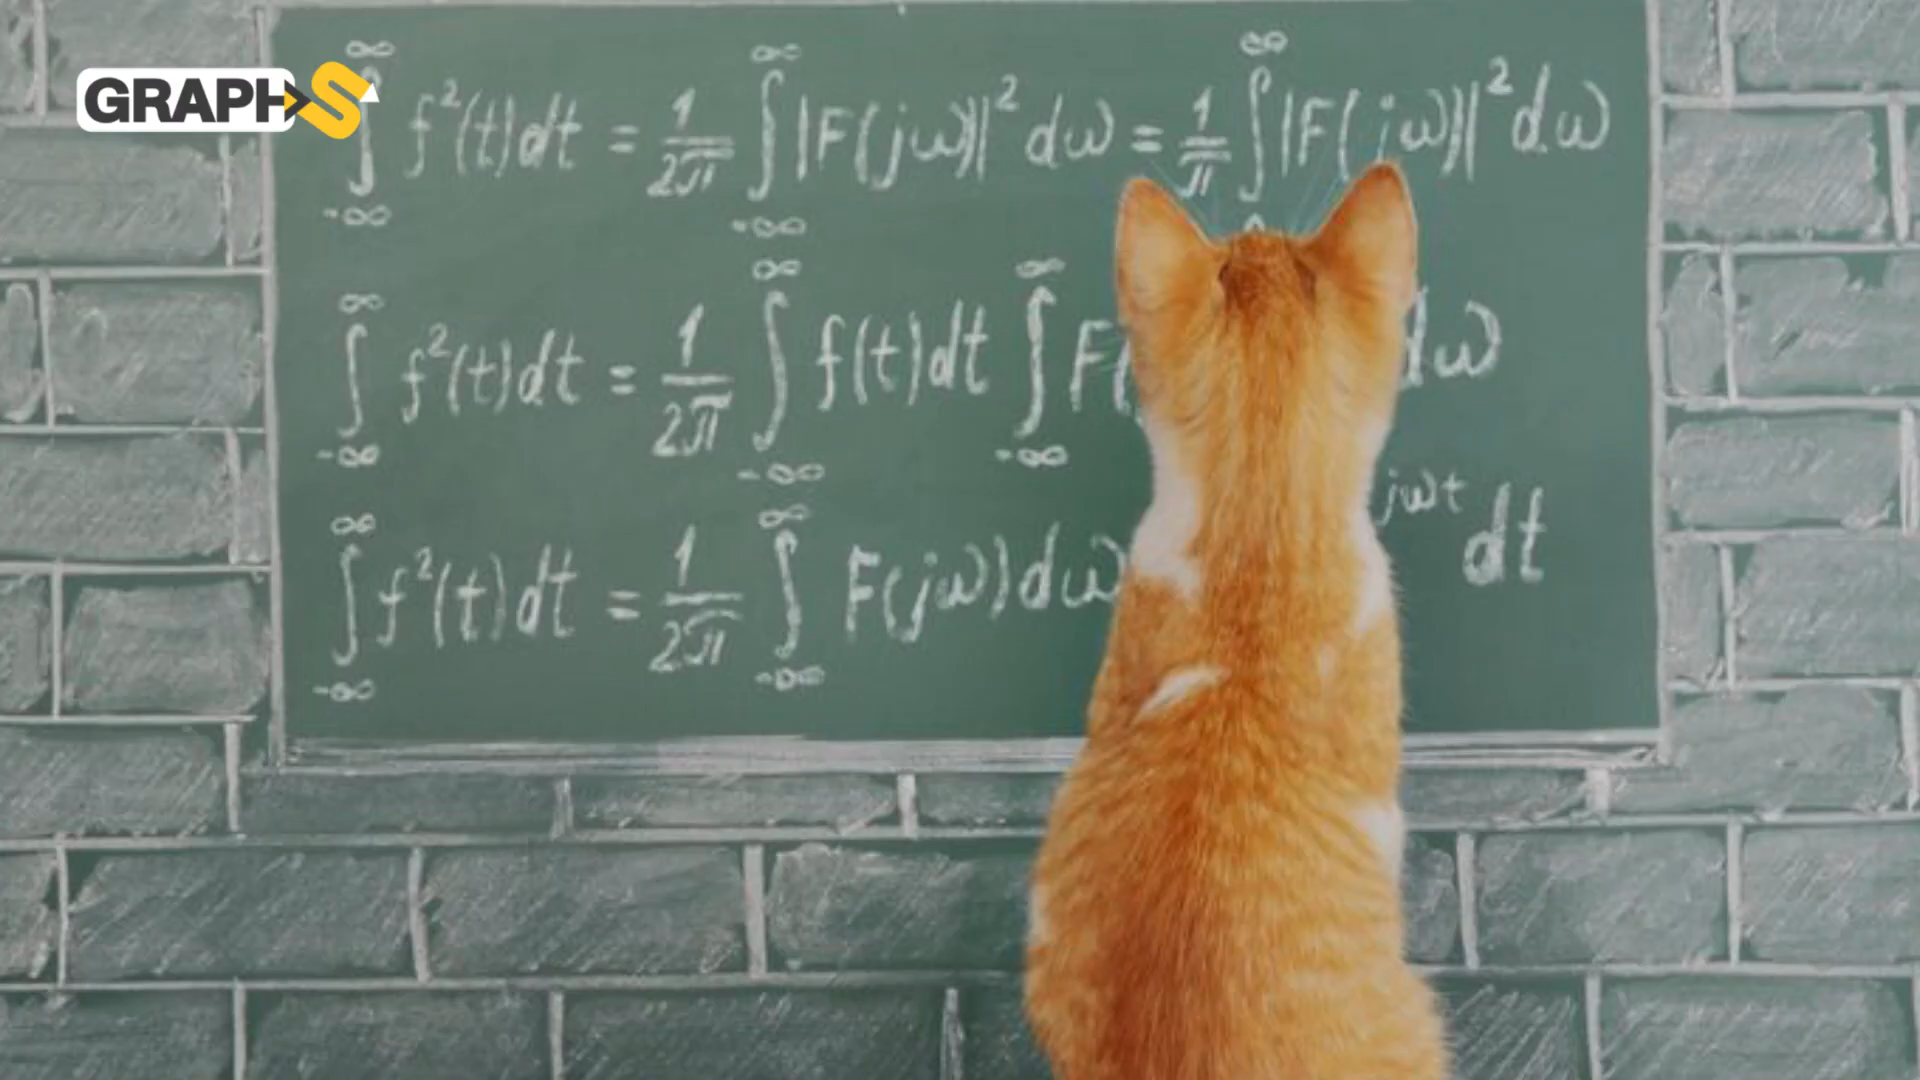 GRAPHS
∞ ∫ -∞ f²(t)dt = 1/2π ∞ ∫ -∞ |F(jω)|² dω = 1/π ∞ ∫ |F(jω)|² dω
∞ ∫ -∞ f²(t)dt = 1/2π ∞ ∫ -∞ f(t)dt ∞ ∫ -∞ F( dω
∞ ∫ -∞ f²(t)dt = 1/2π ∞ ∫ -∞ F(jω)dω jωt dt